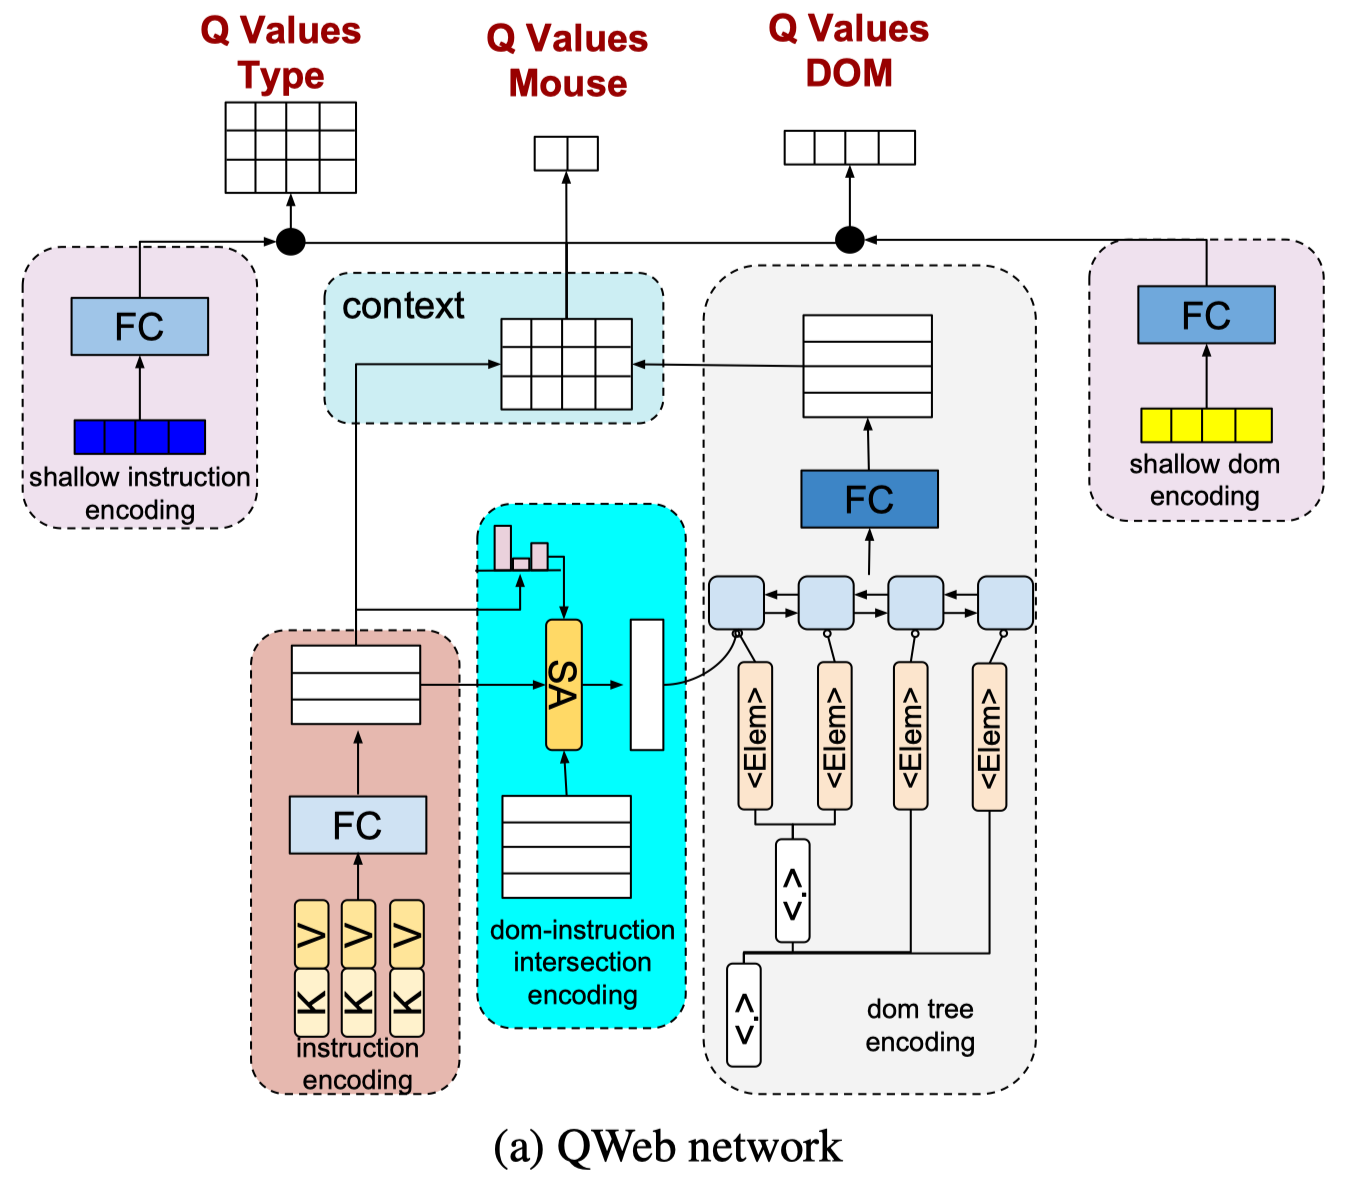 Q Values
Type
Q Values
Mouse
Q Values
DOM
FC
shallow instruction
encoding
context
FC
shallow dom
encoding
FC
SA
<Elem>
<Elem>
<Elem>
<Elem>
FC
V
V
V
K
K
K
instruction
encoding
dom-instruction
intersection
encoding
<.>
<.>
dom tree
encoding
(a) QWeb network